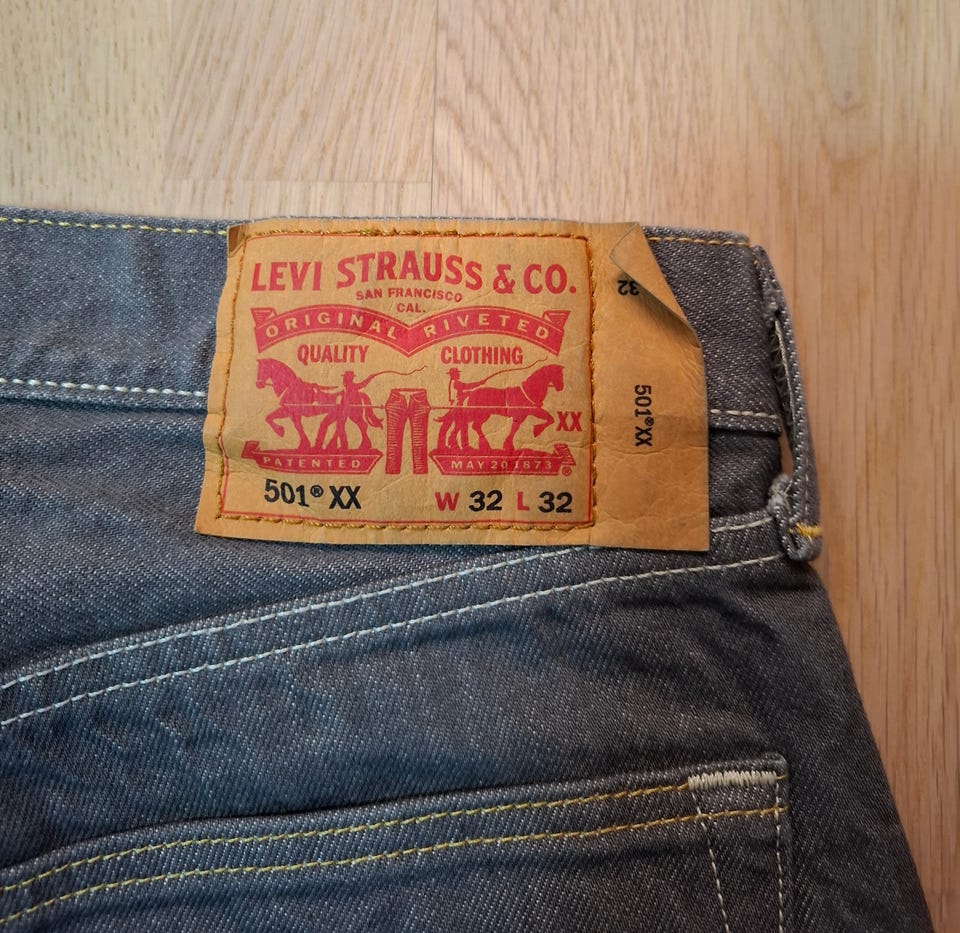 LEVI STRAUSS & CO.
SAN FRANCISCO
CAL.
ORIGINAL RIVETED
QUALITY CLOTHING
XX
PATENTED MAY 20 1873 ®
501® XX W 32 L 32
32
501®XX